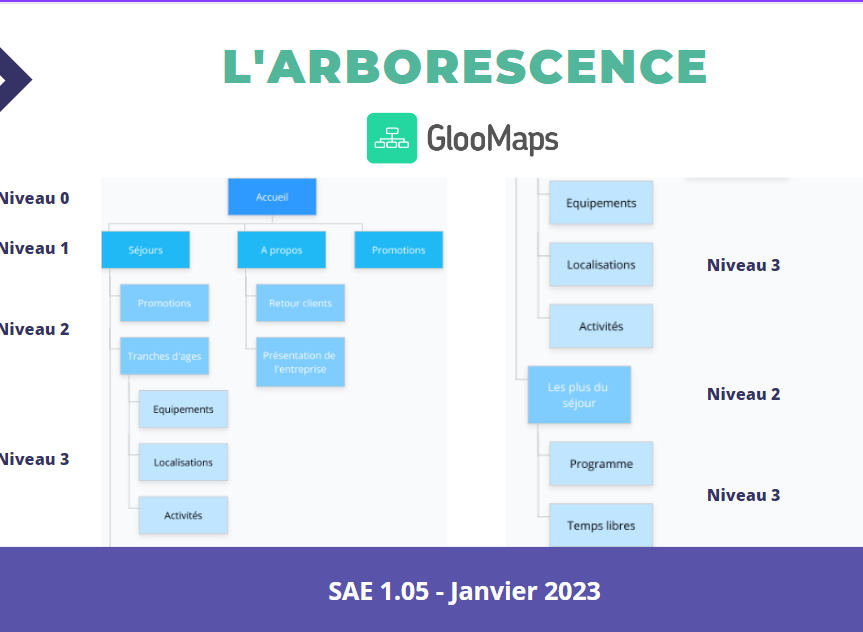 L'ARBORESCENCE
GlooMaps
Niveau 0
Accueil
Niveau 1
Séjours
A propos
Promotions
Niveau 2
Promotions
Retour clients
Tranches d'ages
Présentation de
l'entreprise
Niveau 3
Equipements
Localisations
Activités
Equipements
Localisations
Activités
Niveau 3
Les plus du
séjour
Niveau 2
Programme
Temps libres
Niveau 3
SAE 1.05 - Janvier 2023